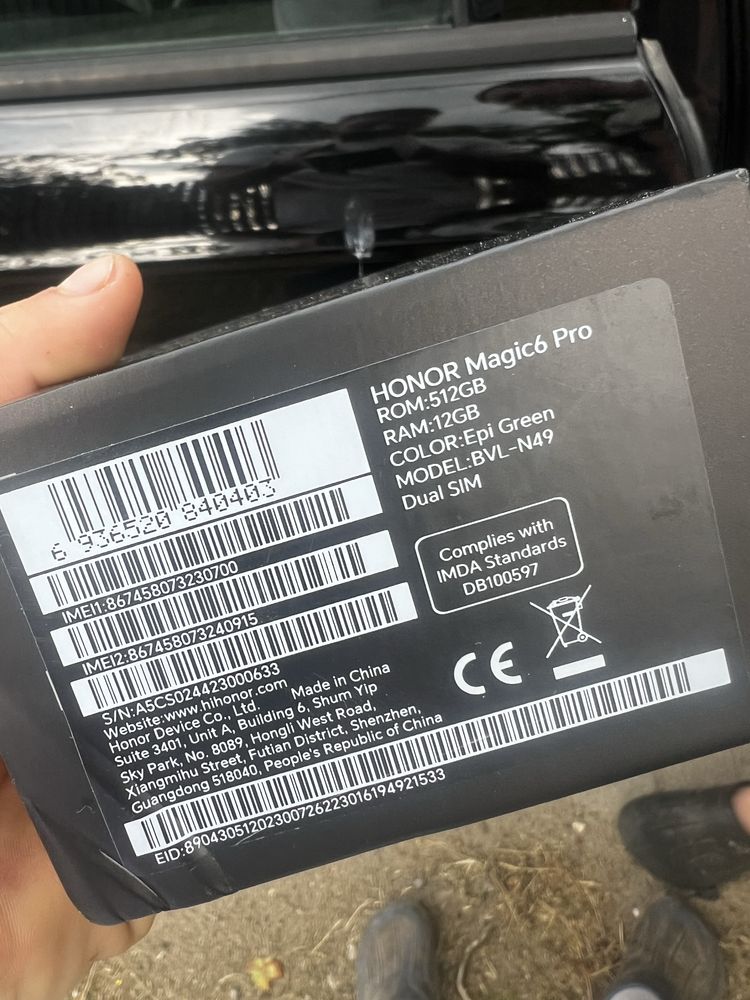 HONOR Magic6 Pro
ROM:512GB
RAM:12GB
COLOR:Epi Green
MODEL:BVL-N49
Dual SIM
6 936520 840403
IMEI1:867458073230700
IMEI2:867458073240915
S/N:A5CS024423000633
Website:www.hihonor.com
Honor Device Co., Ltd. Made in China
Suite 3401, Unit A, Building 6, Shum Yip
Sky Park, No. 8089, Hongli West Road,
Xiangmihu Street, Futian District, Shenzhen,
Guangdong 518040, People's Republic of China
Complies with
IMDA Standards
DB100597
CE
EID:89043051202300726223016194921533